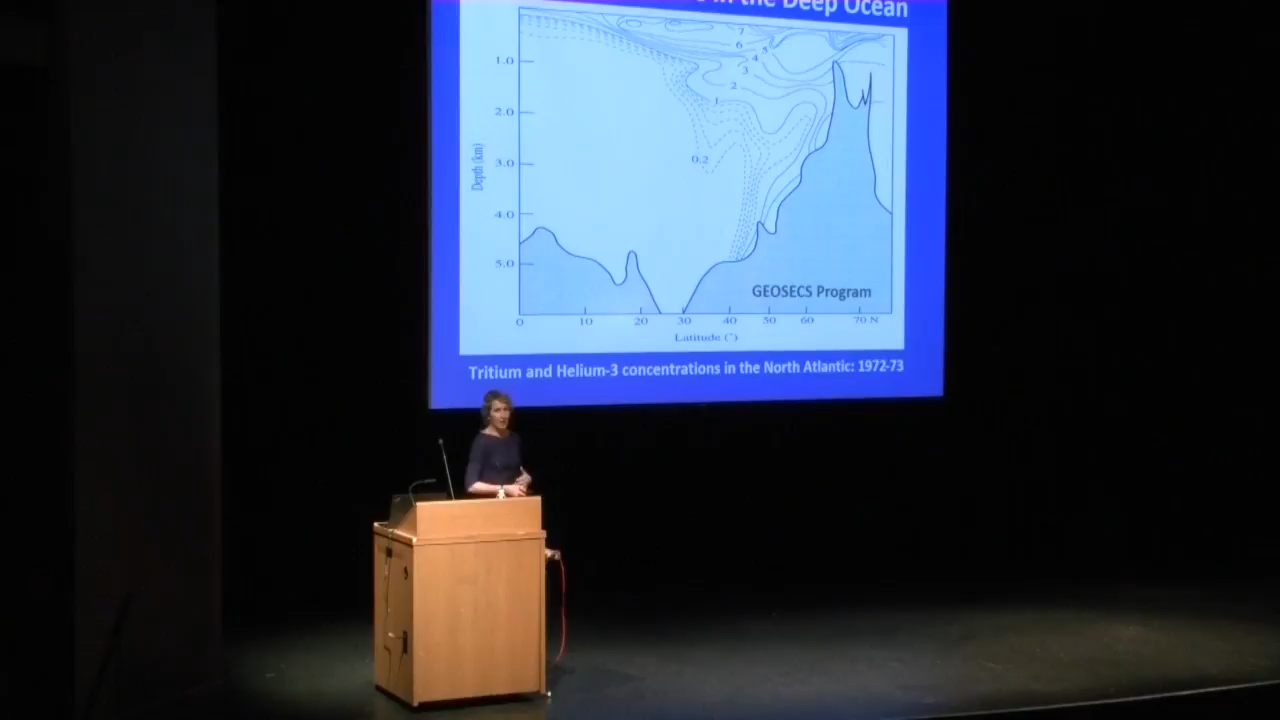 in the Deep Ocean
7
6
5
4
3
2
1
0.2
1.0
2.0
3.0
4.0
5.0
Depth (km)
GEOSECS Program
0 10 20 30 40 50 60 70 N
Latitude (°)
Tritium and Helium-3 concentrations in the North Atlantic: 1972-73